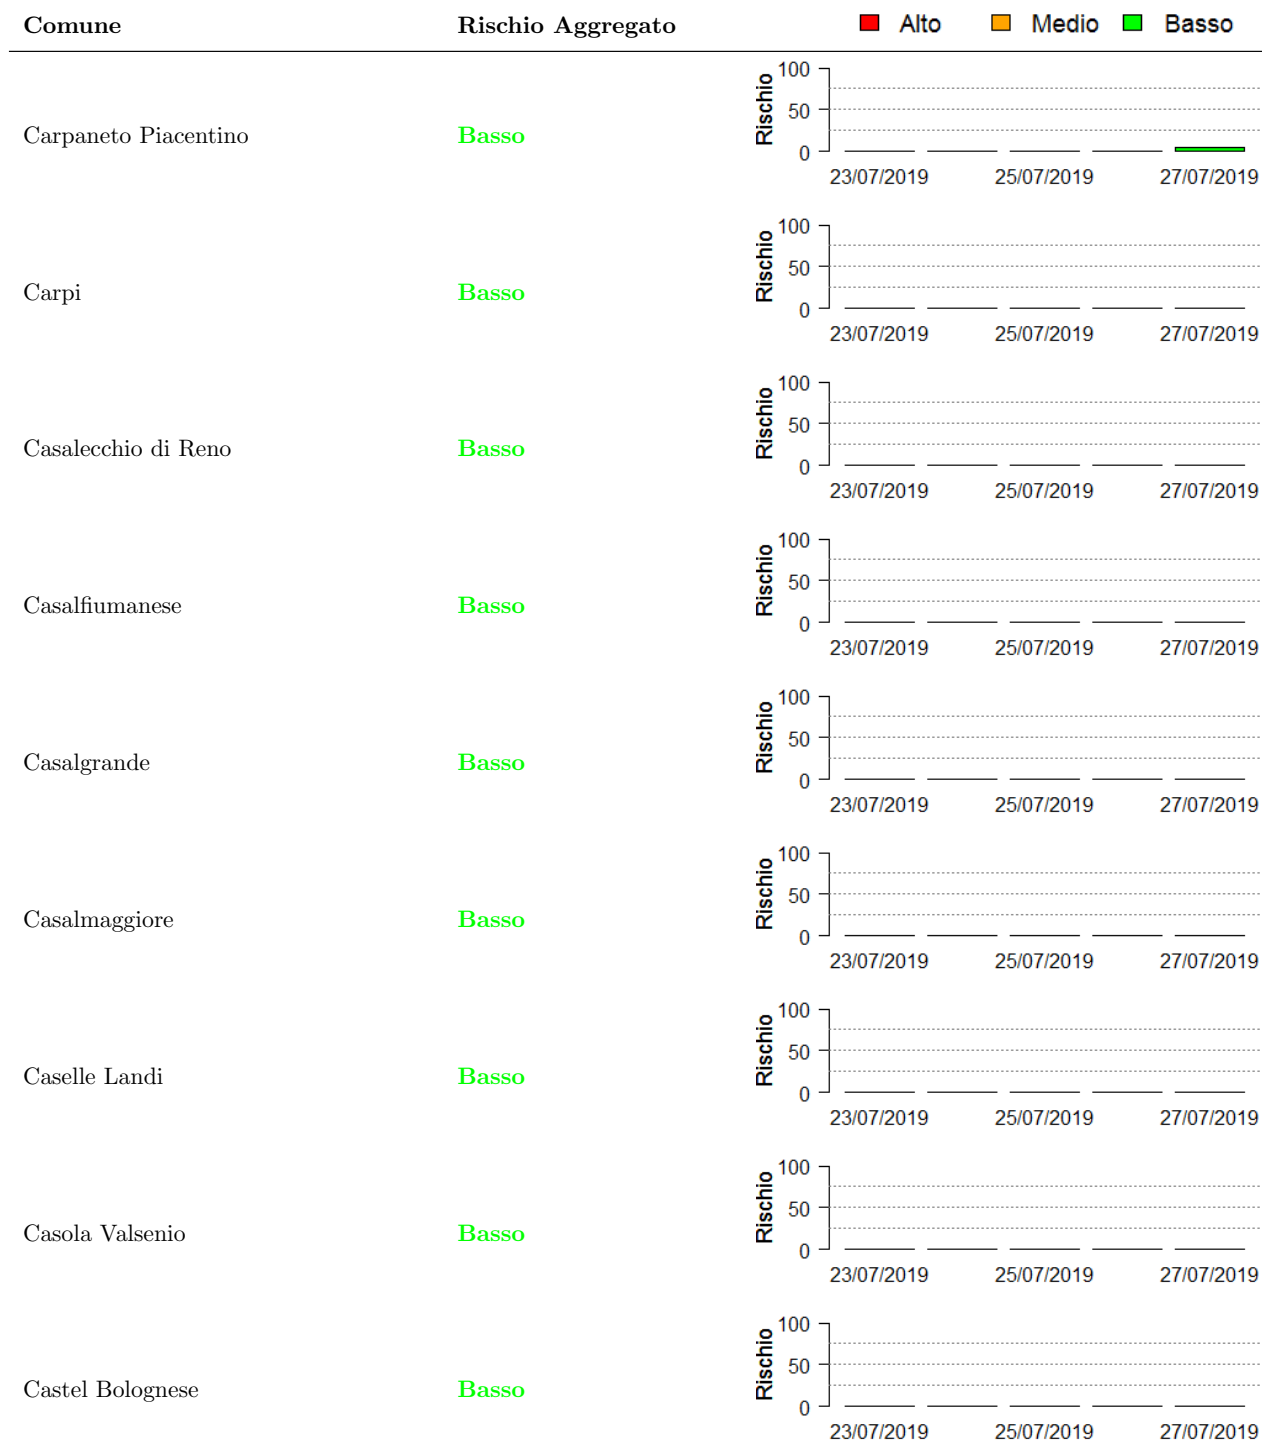 Comune Rischio Aggregato Alto Medio Basso
100
50
0
Rischio
Carpaneto Piacentino Basso
23/07/2019 25/07/2019 27/07/2019
100
50
0
Rischio
Carpi Basso
23/07/2019 25/07/2019 27/07/2019
100
50
0
Rischio
Casalecchio di Reno Basso
23/07/2019 25/07/2019 27/07/2019
100
50
0
Rischio
Casalfiumanese Basso
23/07/2019 25/07/2019 27/07/2019
100
50
0
Rischio
Casalgrande Basso
23/07/2019 25/07/2019 27/07/2019
100
50
0
Rischio
Casalmaggiore Basso
23/07/2019 25/07/2019 27/07/2019
100
50
0
Rischio
Caselle Landi Basso
23/07/2019 25/07/2019 27/07/2019
100
50
0
Rischio
Casola Valsenio Basso
23/07/2019 25/07/2019 27/07/2019
100
50
0
Rischio
Castel Bolognese Basso
23/07/2019 25/07/2019 27/07/2019